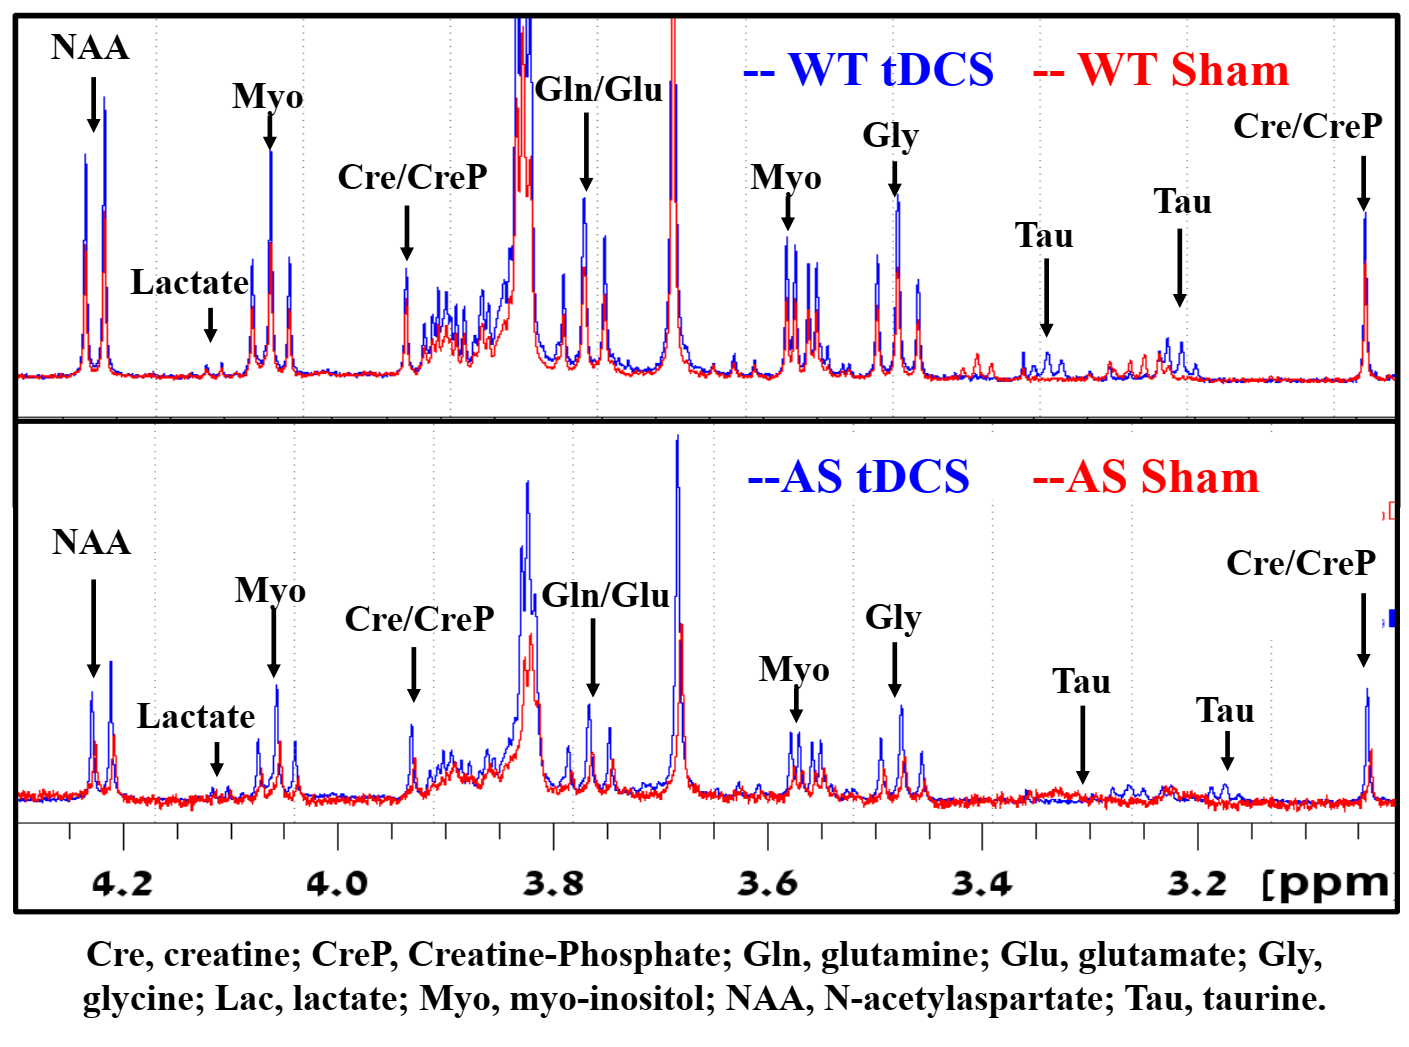 NAA
Myo
Lactate
Cre/CreP
Gln/Glu
-- WT tDCS -- WT Sham
Myo
Gly
Tau
Tau
Cre/CreP
--AS tDCS --AS Sham
NAA
Myo
Lactate
Cre/CreP
Gln/Glu
Myo
Gly
Tau
Tau
Cre/CreP
4.2 4.0 3.8 3.6 3.4 3.2 [ppm]
Cre, creatine; CreP, Creatine-Phosphate; Gln, glutamine; Glu, glutamate; Gly,
glycine; Lac, lactate; Myo, myo-inositol; NAA, N-acetylaspartate; Tau, taurine.